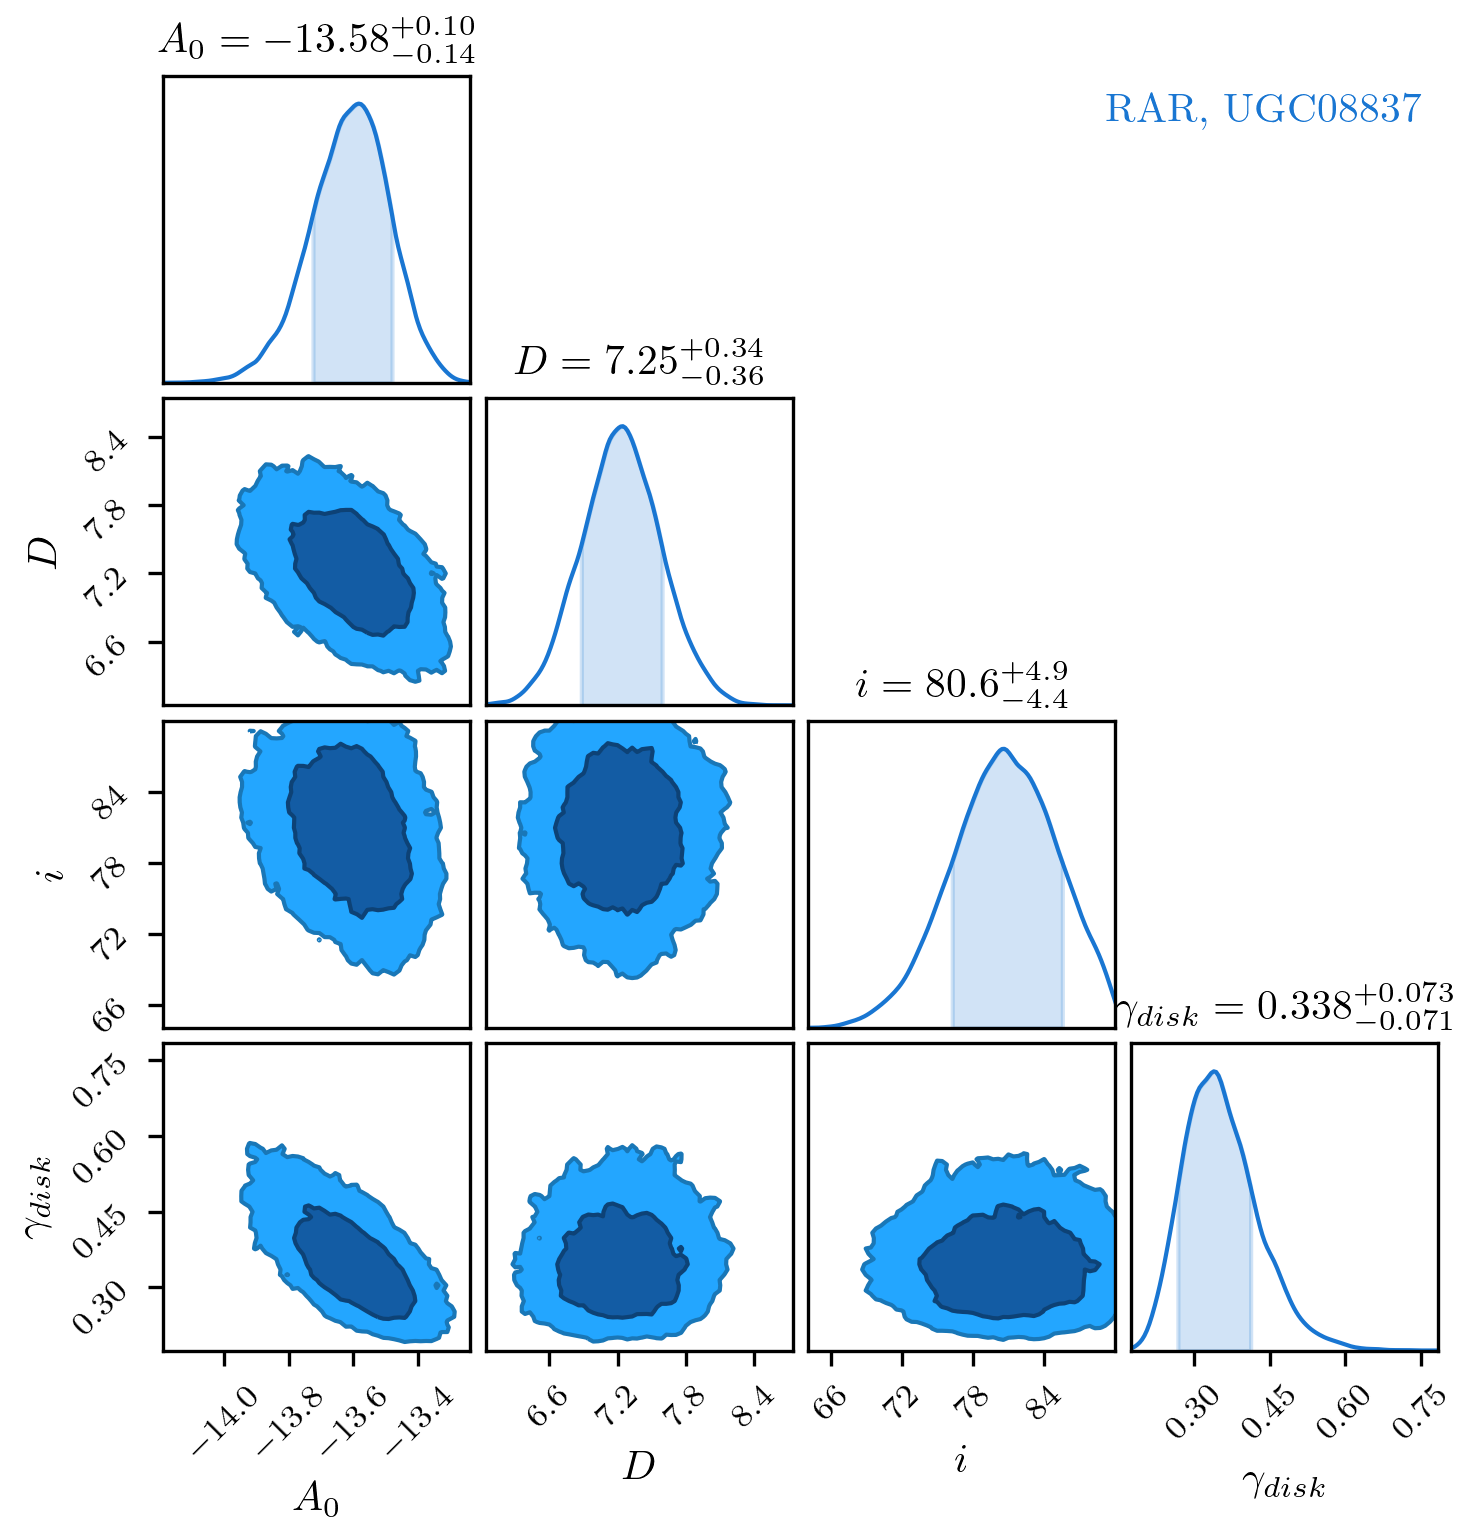 A₀ = −13.58⁺⁰·¹⁰₋₀.₁₄
RAR, UGC08837
D = 7.25⁺⁰·³⁴₋₀.₃₆
8.4
7.8
7.2
6.6
D
i = 80.6⁺⁴·⁹₋₄.₄
84
78
72
66
i
γ_disk = 0.338⁺⁰·⁰⁷³₋₀.₀₇₁
0.75
0.60
0.45
0.30
γ_disk
−14.0 −13.8 −13.6 −13.4
A₀
6.6 7.2 7.8 8.4
D
66 72 78 84
i
0.30 0.45 0.60 0.75
γ_disk